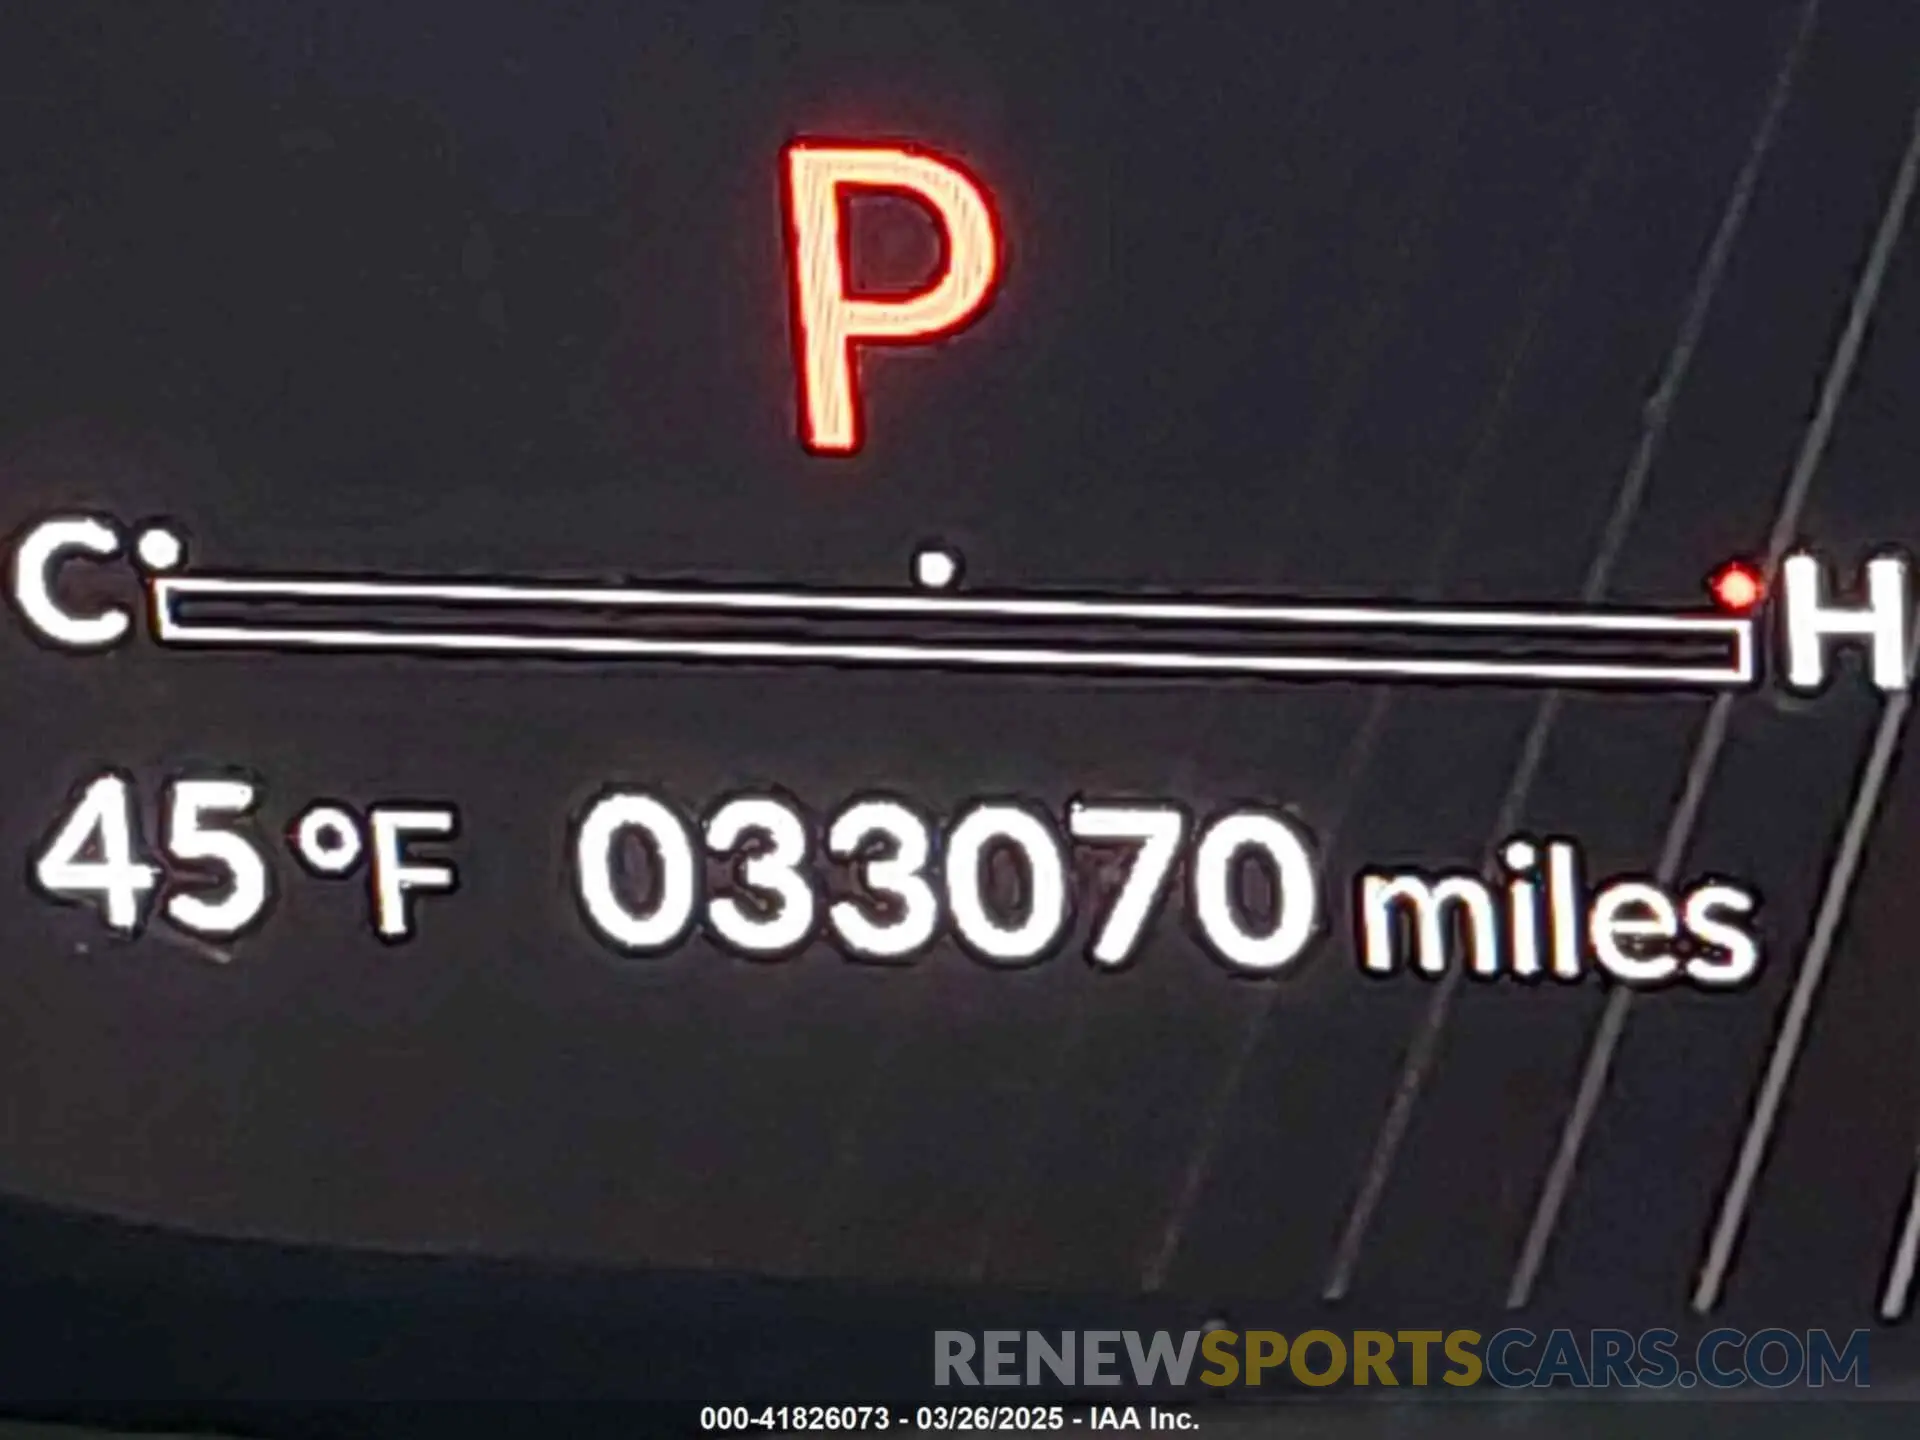 P
C H
45 °F 033070 miles
RENEWSPORTSCARS.COM
000-41826073 - 03/26/2025 - IAA Inc.